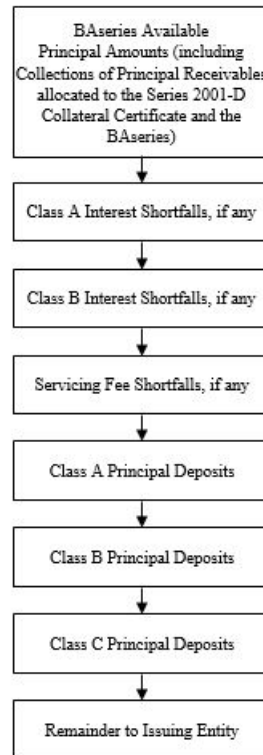 BAseries Available
Principal Amounts (including
Collections of Principal Receivables
allocated to the Series 2001-D
Collateral Certificate and the
BAseries)
Class A Interest Shortfalls, if any
Class B Interest Shortfalls, if any
Servicing Fee Shortfalls, if any
Class A Principal Deposits
Class B Principal Deposits
Class C Principal Deposits
Remainder to Issuing Entity